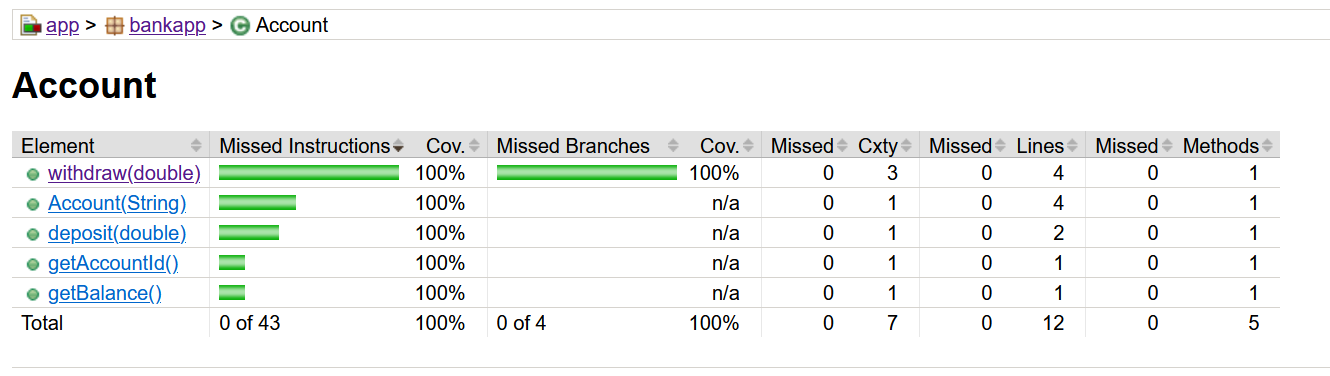 app > bankapp > Account
Account
Element Missed Instructions Cov. Missed Branches Cov. Missed Cxty Missed Lines Missed Methods
withdraw(double) 100% 100% 0 3 0 4 0 1
Account(String) 100% n/a 0 1 0 4 0 1
deposit(double) 100% n/a 0 1 0 2 0 1
getAccountId() 100% n/a 0 1 0 1 0 1
getBalance() 100% n/a 0 1 0 1 0 1
Total 0 of 43 100% 0 of 4 100% 0 7 0 12 0 5